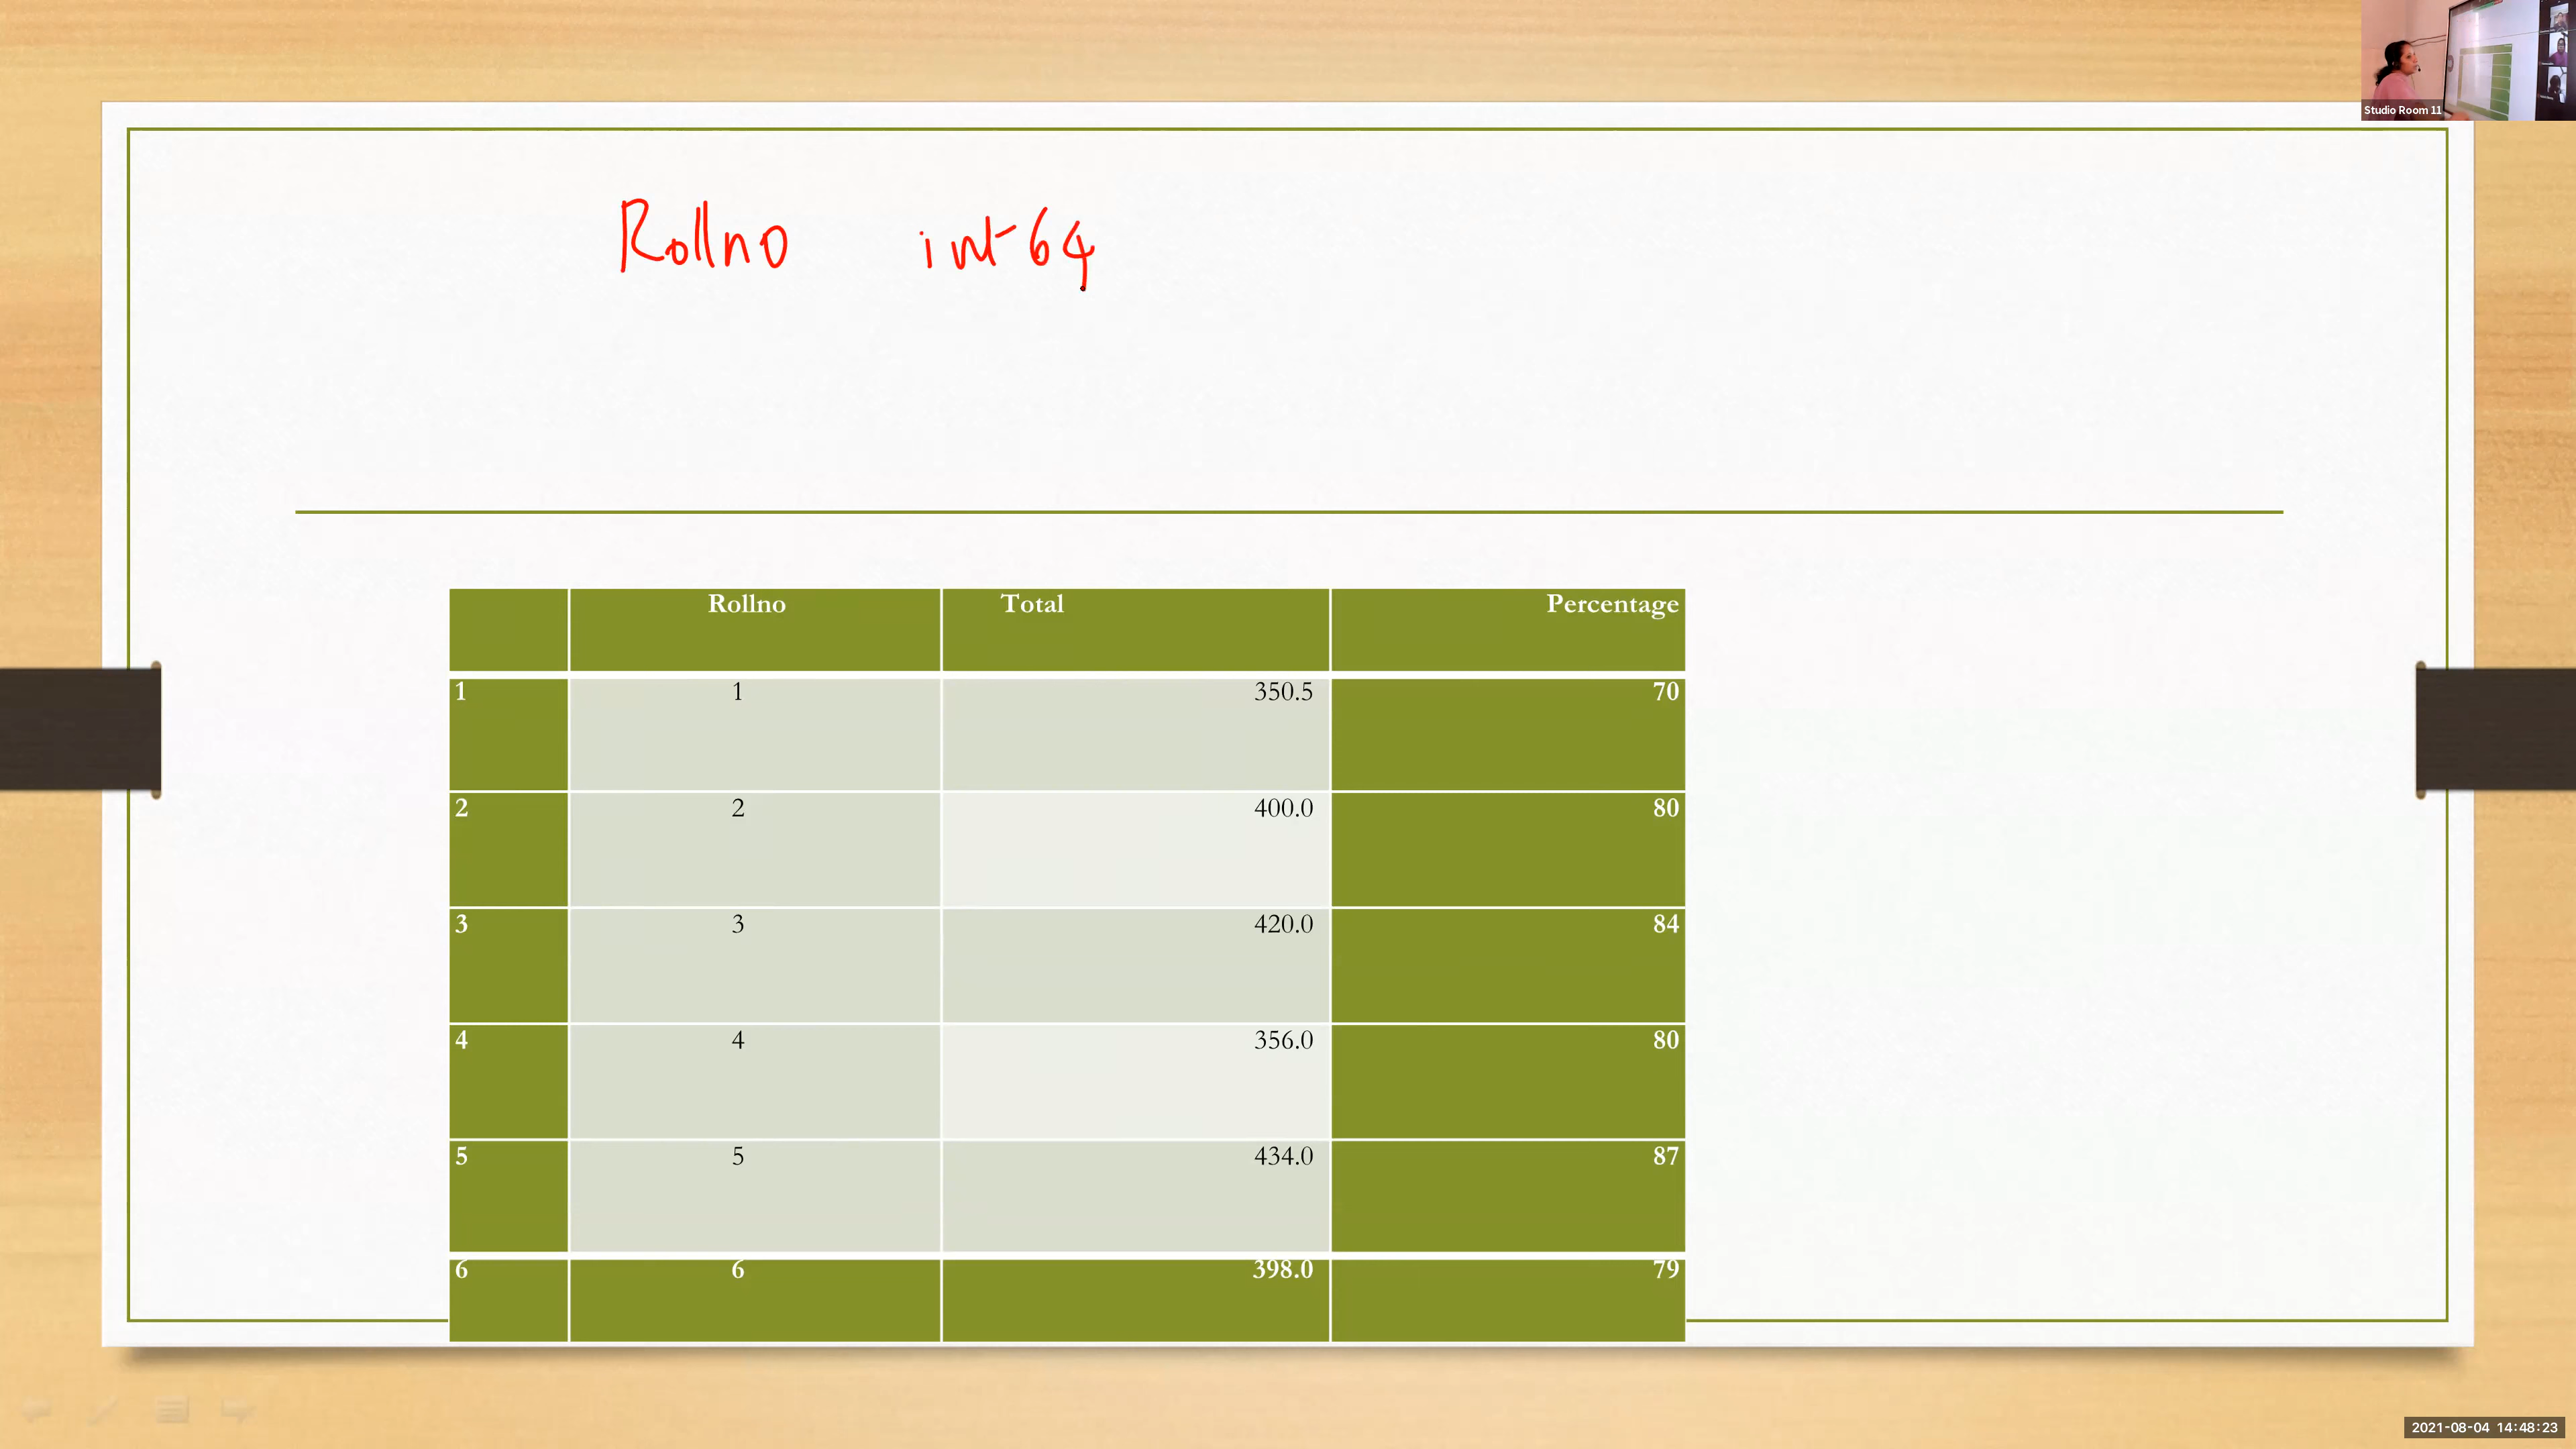 Studio Room 11
Rollno int64
Rollno Total Percentage
1 1 350.5 70
2 2 400.0 80
3 3 420.0 84
4 4 356.0 80
5 5 434.0 87
6 6 398.0 79
2021-08-04 14:48:23